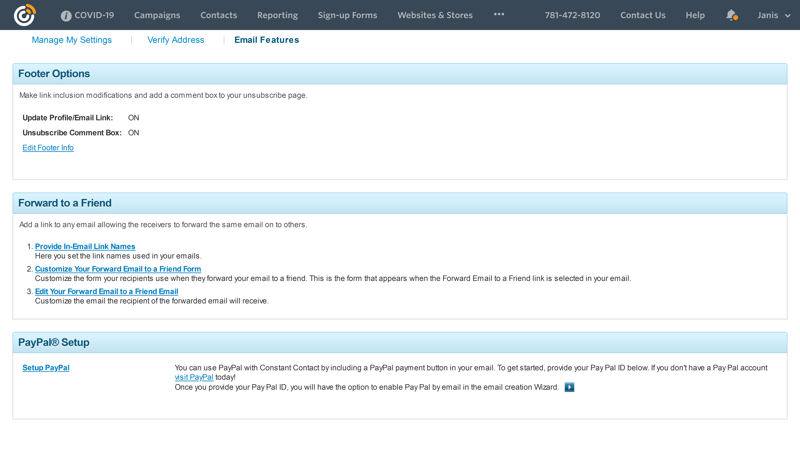 COVID-19 Campaigns Contacts Reporting Sign-up Forms Websites & Stores ••• 781-472-8120 Contact Us Help Janis
Manage My Settings | Verify Address | Email Features
Footer Options
Make link inclusion modifications and add a comment box to your unsubscribe page.
Update Profile/Email Link: ON
Unsubscribe Comment Box: ON
Edit Footer Info
Forward to a Friend
Add a link to any email allowing the receivers to forward the same email on to others.
1. Provide In-Email Link Names
Here you set the link names used in your emails.
2. Customize Your Forward Email to a Friend Form
Customize the form your recipients use when they forward your email to a friend. This is the form that appears when the Forward Email to a Friend link is selected in your email.
3. Edit Your Forward Email to a Friend Email
Customize the email the recipient of the forwarded email will receive.
PayPal® Setup
Setup PayPal You can use PayPal with Constant Contact by including a PayPal payment button in your email. To get started, provide your PayPal ID below. If you don't have a PayPal account
visit PayPal today!
Once you provide your PayPal ID, you will have the option to enable PayPal by email in the email creation Wizard.